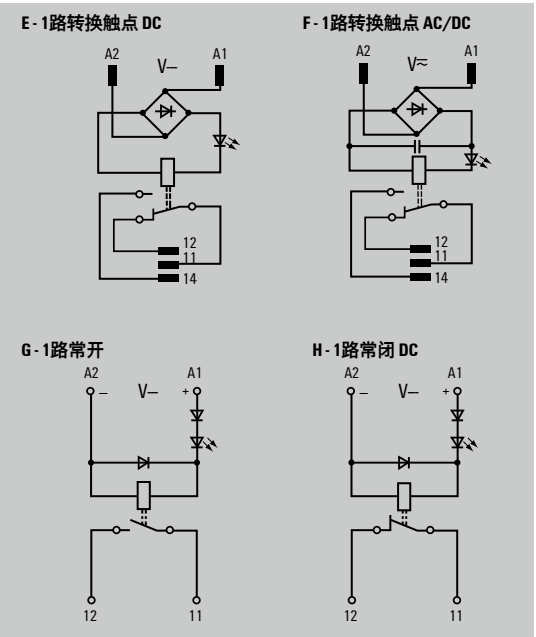 E - 1路转换触点 DC
F - 1路转换触点 AC/DC
A2 V⎓ A1
A2 V≂ A1
12
11
14
12
11
14
G - 1路常开
H - 1路常闭 DC
A2 A1
– V⎓ +
A2 A1
– V⎓ +
12 11
12 11